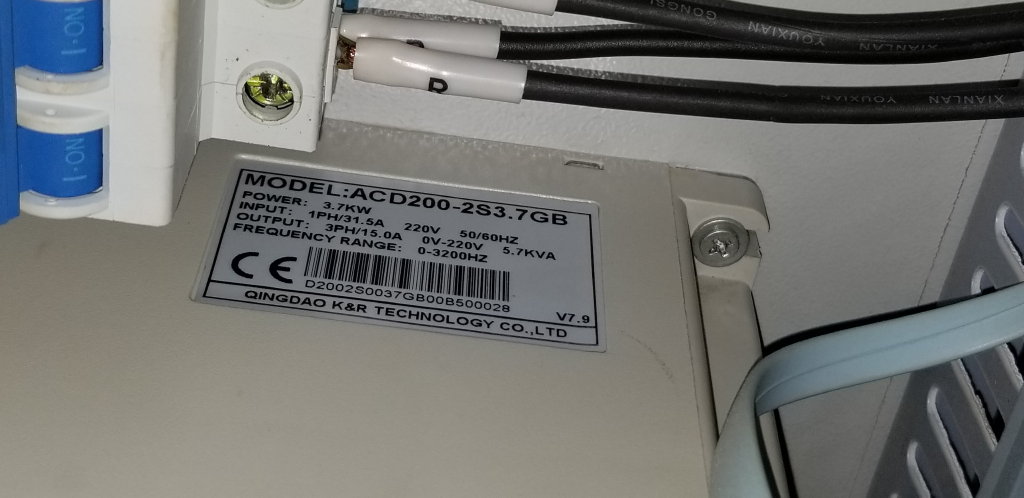 I·ON
I·ON
GONGSI
YOUXIAN XIANLAN
R
YOUXIAN XIANLAN
MODEL:ACD200-2S3.7GB
POWER: 3.7KW
INPUT: 1PH/31.5A 220V 50/60HZ
OUTPUT: 3PH/15.0A 0V-220V 5.7KVA
FREQUENCY RANGE: 0-3200HZ
CE
D2002S0037GB00B500028
V7.9
QINGDAO K&R TECHNOLOGY CO.,LTD